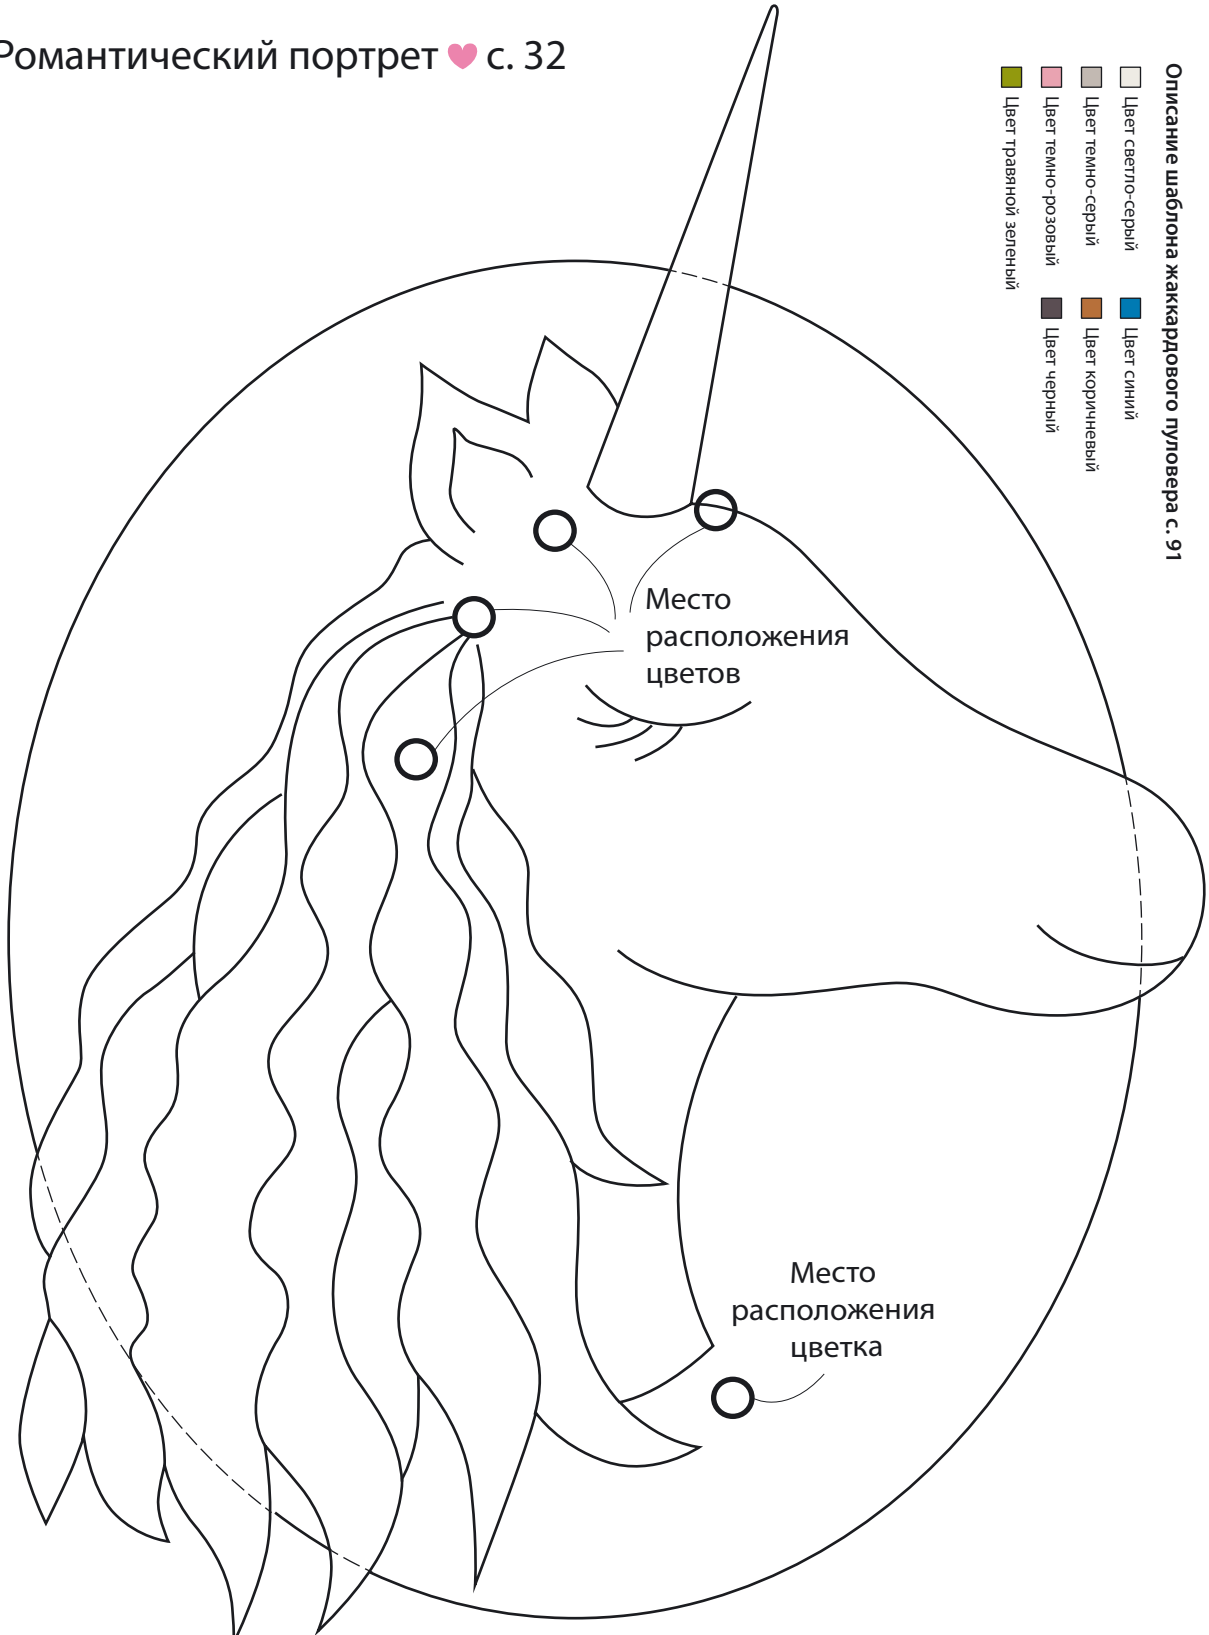 Романтический портрет с. 32
Описание шаблона жаккардового пуловера с. 91
Цвет светло-серый
Цвет синий
Цвет темно-серый
Цвет коричневый
Цвет темно-розовый
Цвет черный
Цвет травяной зеленый
Место
расположения
цветов
Место
расположения
цветка